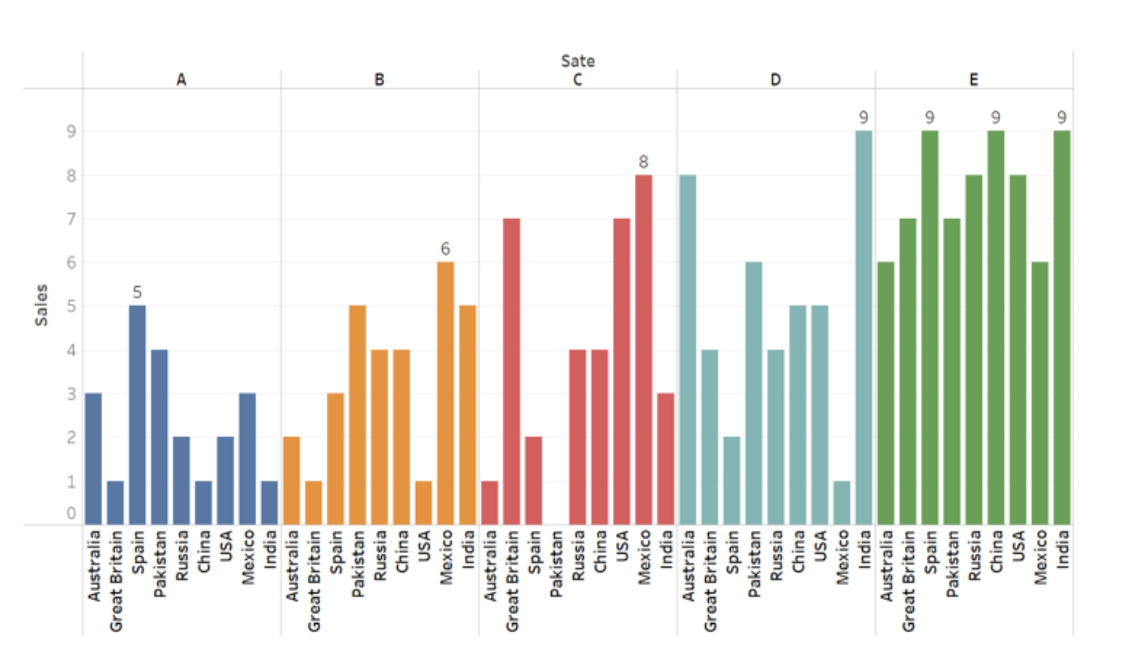 Sate
A B C D E
9 9 9
9
8
8
7
6
6
5
5
4
3
2
1
0
Sales
Australia
Great Britain
Spain
Pakistan
Russia
China
USA
Mexico
India
Australia
Great Britain
Spain
Pakistan
Russia
China
USA
Mexico
India
Australia
Great Britain
Spain
Pakistan
Russia
China
USA
Mexico
India
Australia
Great Britain
Spain
Pakistan
Russia
China
USA
Mexico
India
Australia
Great Britain
Spain
Pakistan
Russia
China
USA
Mexico
India